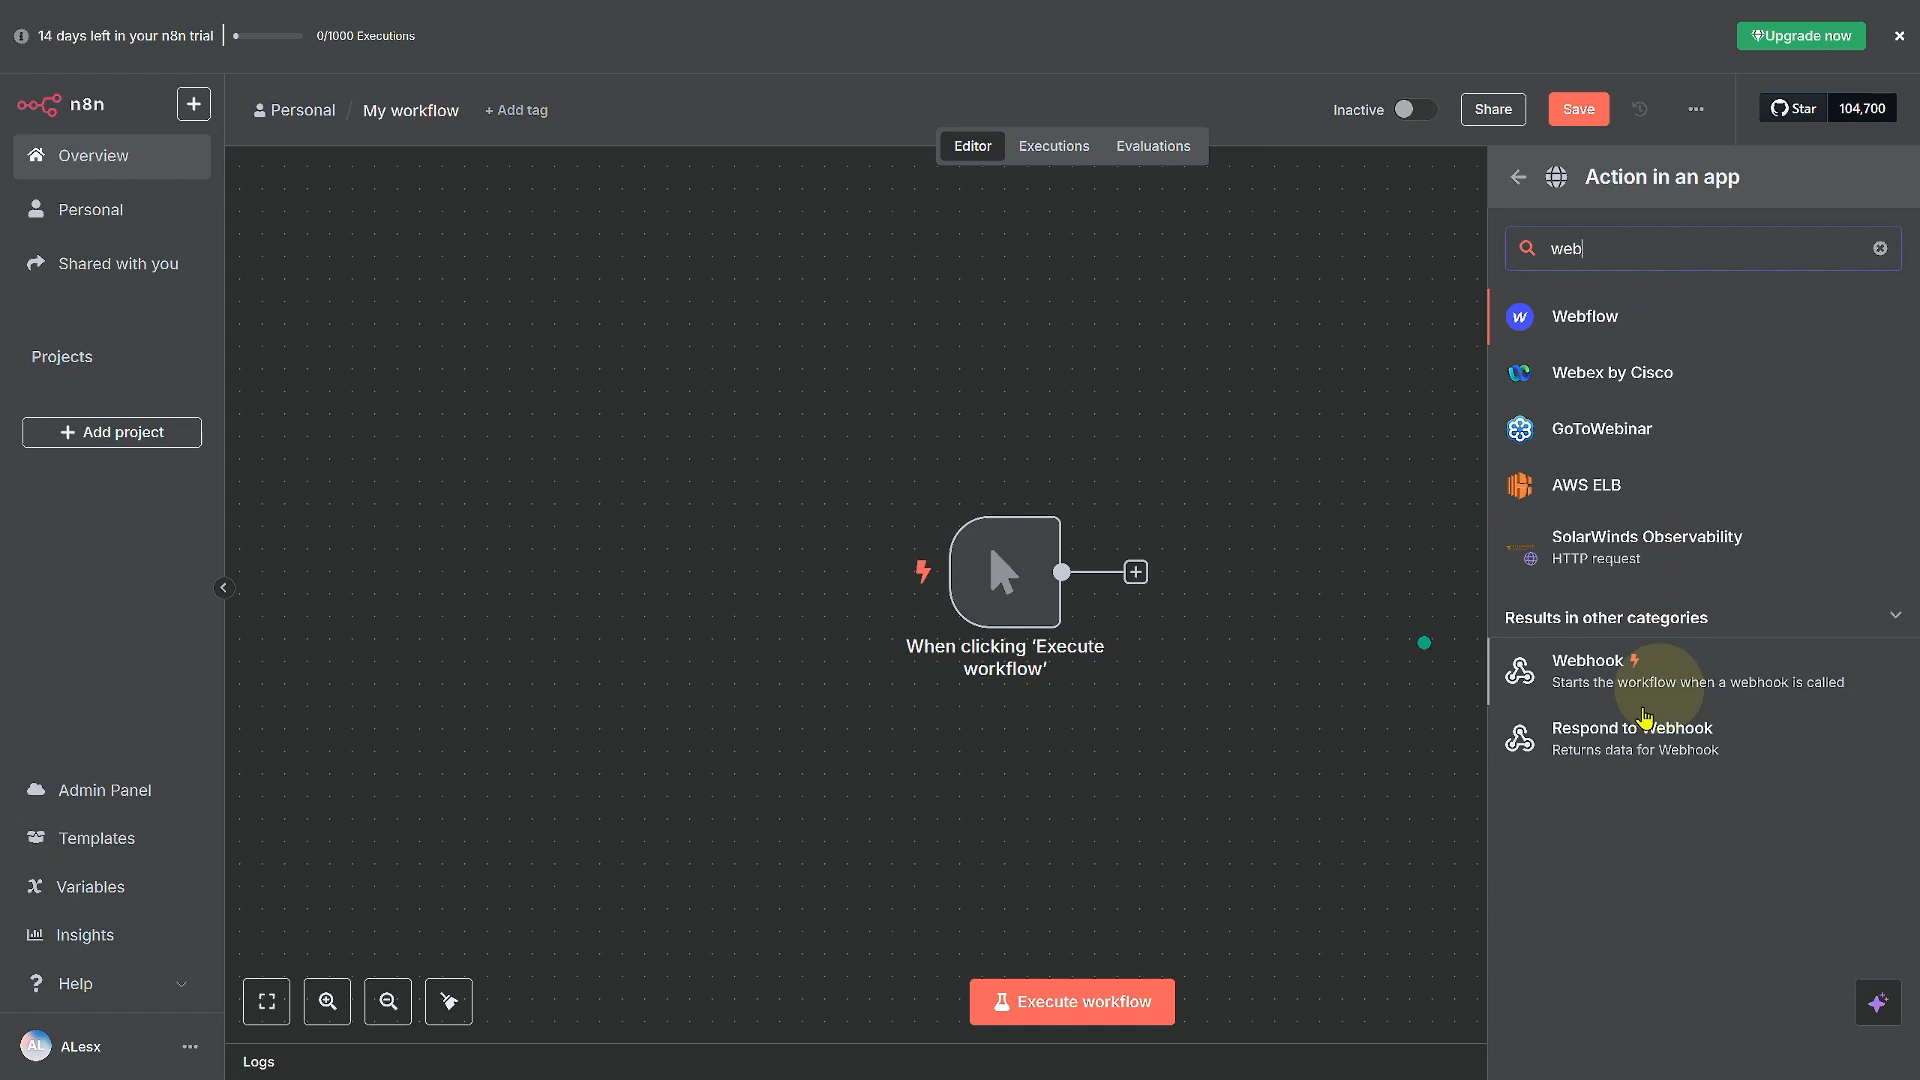 14 days left in your n8n trial
0/1000 Executions
Upgrade now
n8n
Personal / My workflow + Add tag
Inactive
Share
Save
Star 104,700
Overview
Personal
Shared with you
Projects
Add project
Editor Executions Evaluations
Action in an app
web
Webflow
Webex by Cisco
GoToWebinar
AWS ELB
SolarWinds Observability
HTTP request
Results in other categories
Webhook
Starts the workflow when a webhook is called
Respond to Webhook
Returns data for Webhook
When clicking ‘Execute
workflow’
Admin Panel
Templates
Variables
Insights
Help
AL ALesx
Execute workflow
Logs